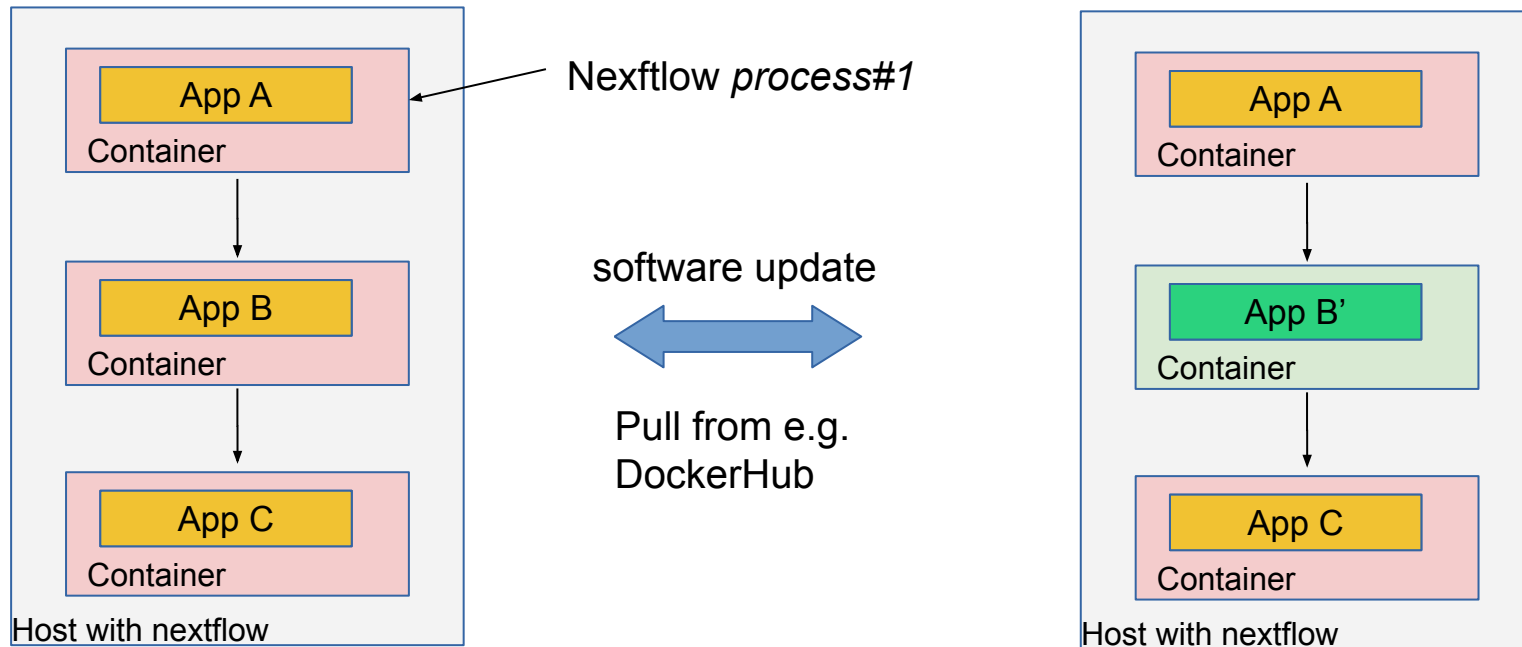 App A
Container
App B
Container
App C
Container
Host with nextflow
Nexftlow process#1
software update
Pull from e.g.
DockerHub
App A
Container
App B’
Container
App C
Container
Host with nextflow